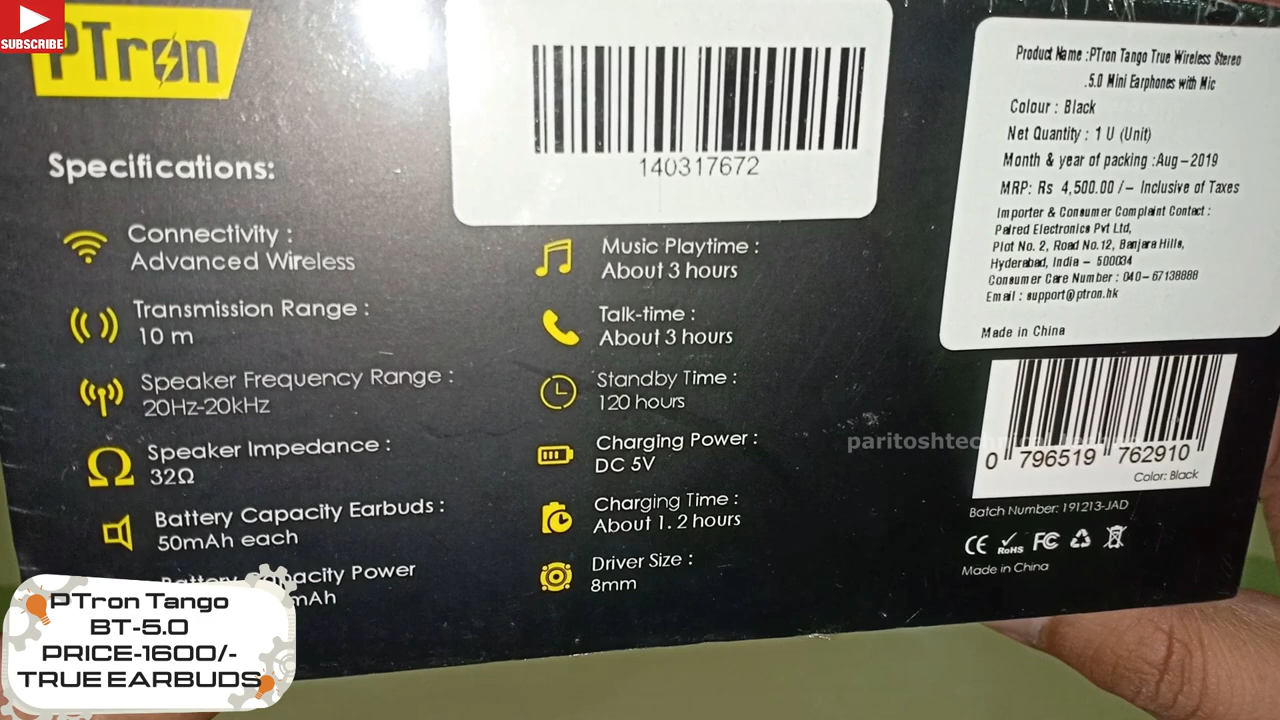 SUBSCRIBE
PTron
Specifications:
Connectivity :
Advanced Wireless
Transmission Range :
10 m
Speaker Frequency Range :
20Hz-20kHz
Speaker Impedance :
32Ω
Battery Capacity Earbuds :
50mAh each
Battery Capacity Power
mAh
140317672
Music Playtime :
About 3 hours
Talk-time :
About 3 hours
Standby Time :
120 hours
Charging Power :
DC 5V
Charging Time :
About 1. 2 hours
Driver Size :
8mm
Product Name :PTron Tango True Wireless Stereo
.5.0 Mini Earphones with Mic
Colour : Black
Net Quantity : 1 U (Unit)
Month & year of packing :Aug-2019
MRP: Rs 4,500.00 /- Inclusive of Taxes
Importer & Consumer Complaint Contact :
Palred Electronics Pvt Ltd,
Plot No. 2, Road No.12, Banjara Hills,
Hyderabad, India - 500034
Consumer Care Number : 040-67138888
Email : support@ptron.hk
Made in China
paritoshtechnical
0 796519 762910
Color: Black
Batch Number: 191213-JAD
CE RoHS FC
Made in China
PTron Tango
BT-5.0
PRICE-1600/-
TRUE EARBUDS